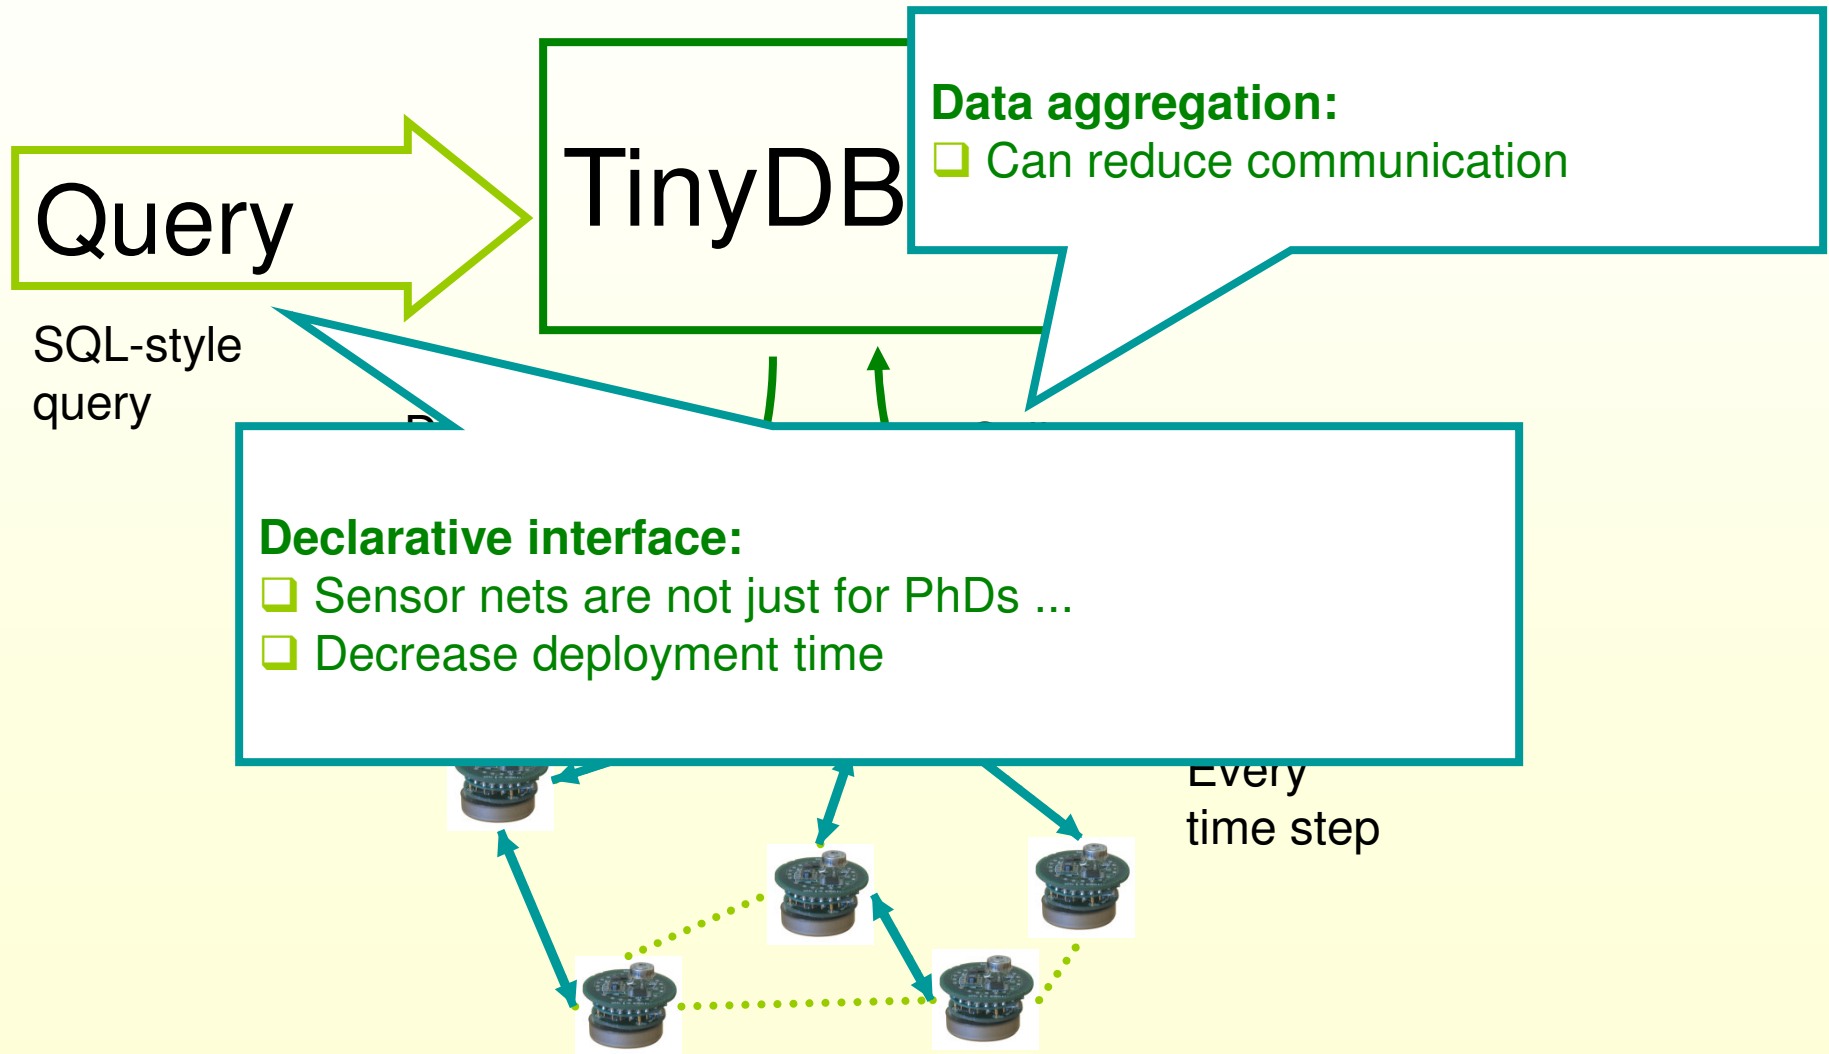 Data aggregation:
❑ Can reduce communication
TinyDB
Query
SQL-style
query
Declarative interface:
❑ Sensor nets are not just for PhDs ...
❑ Decrease deployment time
Every
time step